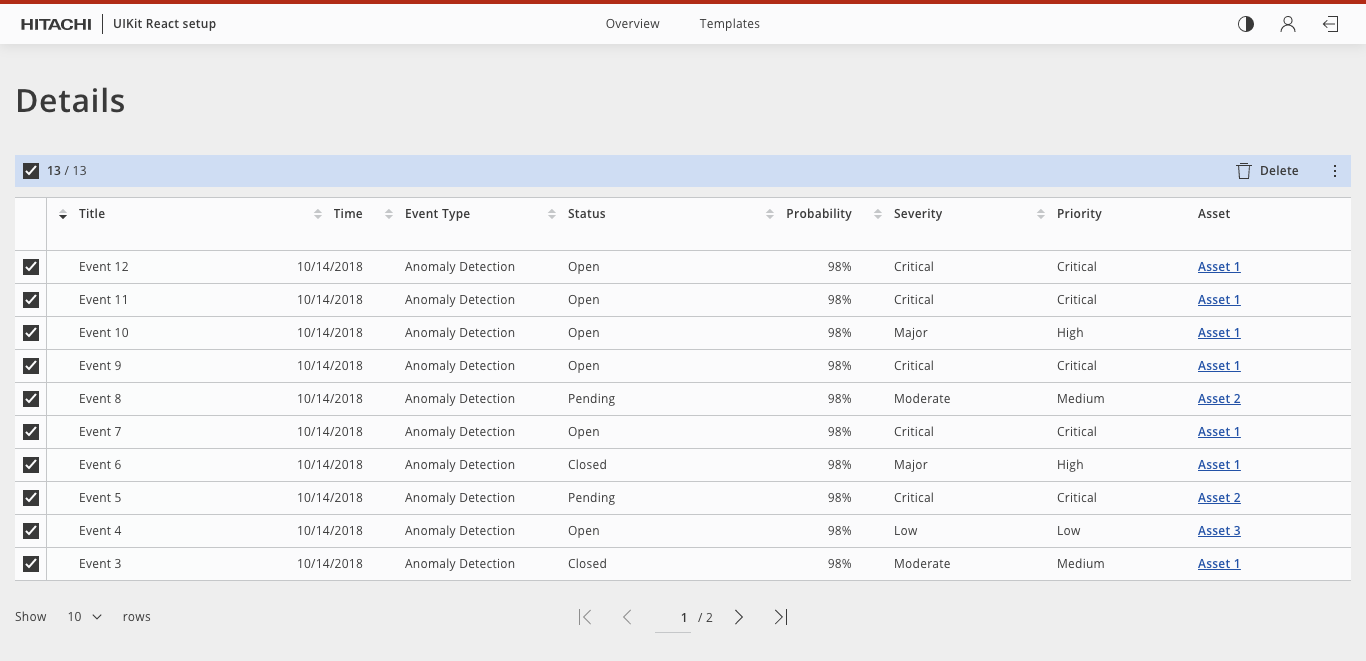 HITACHI UIKit React setup Overview Templates
Details
13 / 13 Delete
Title Time Event Type Status Probability Severity Priority Asset
Event 12 10/14/2018 Anomaly Detection Open 98% Critical Critical Asset 1
Event 11 10/14/2018 Anomaly Detection Open 98% Critical Critical Asset 1
Event 10 10/14/2018 Anomaly Detection Open 98% Major High Asset 1
Event 9 10/14/2018 Anomaly Detection Open 98% Critical Critical Asset 1
Event 8 10/14/2018 Anomaly Detection Pending 98% Moderate Medium Asset 2
Event 7 10/14/2018 Anomaly Detection Open 98% Critical Critical Asset 1
Event 6 10/14/2018 Anomaly Detection Closed 98% Major High Asset 1
Event 5 10/14/2018 Anomaly Detection Pending 98% Critical Critical Asset 2
Event 4 10/14/2018 Anomaly Detection Open 98% Low Low Asset 3
Event 3 10/14/2018 Anomaly Detection Closed 98% Moderate Medium Asset 1
Show 10 rows 1 / 2